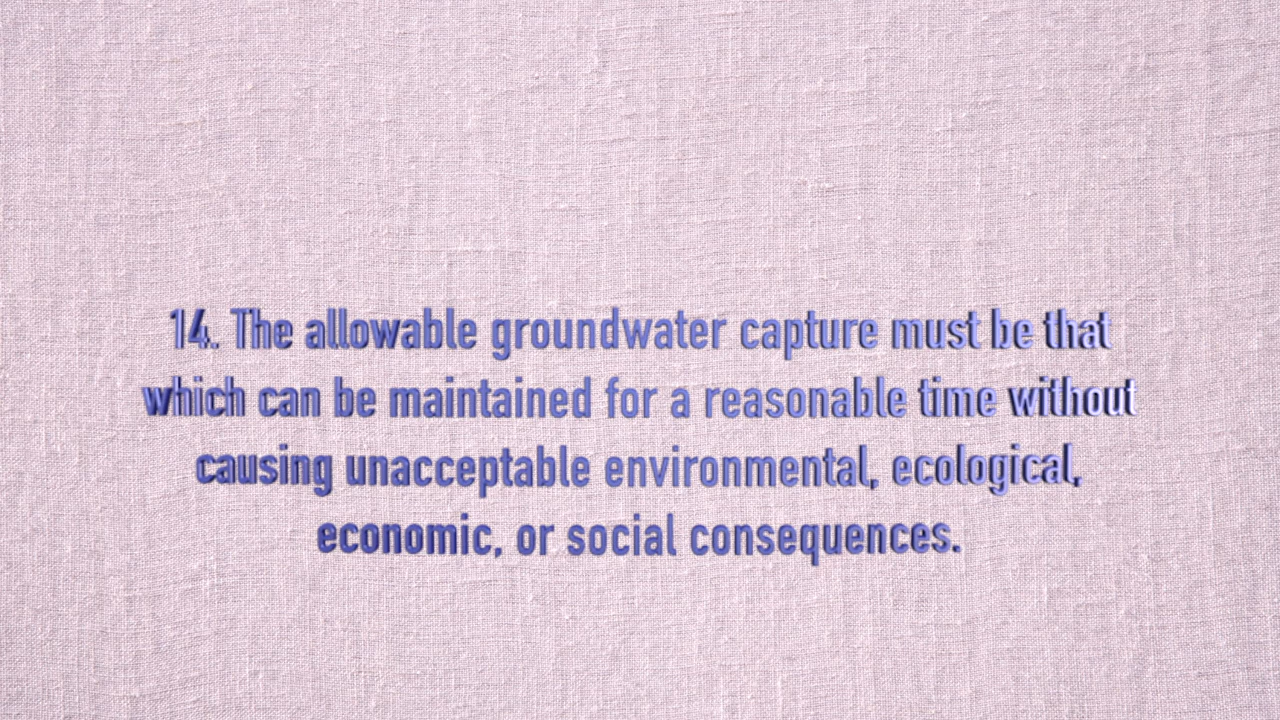 14. The allowable groundwater capture must be that
which can be maintained for a reasonable time without
causing unacceptable environmental, ecological,
economic, or social consequences.